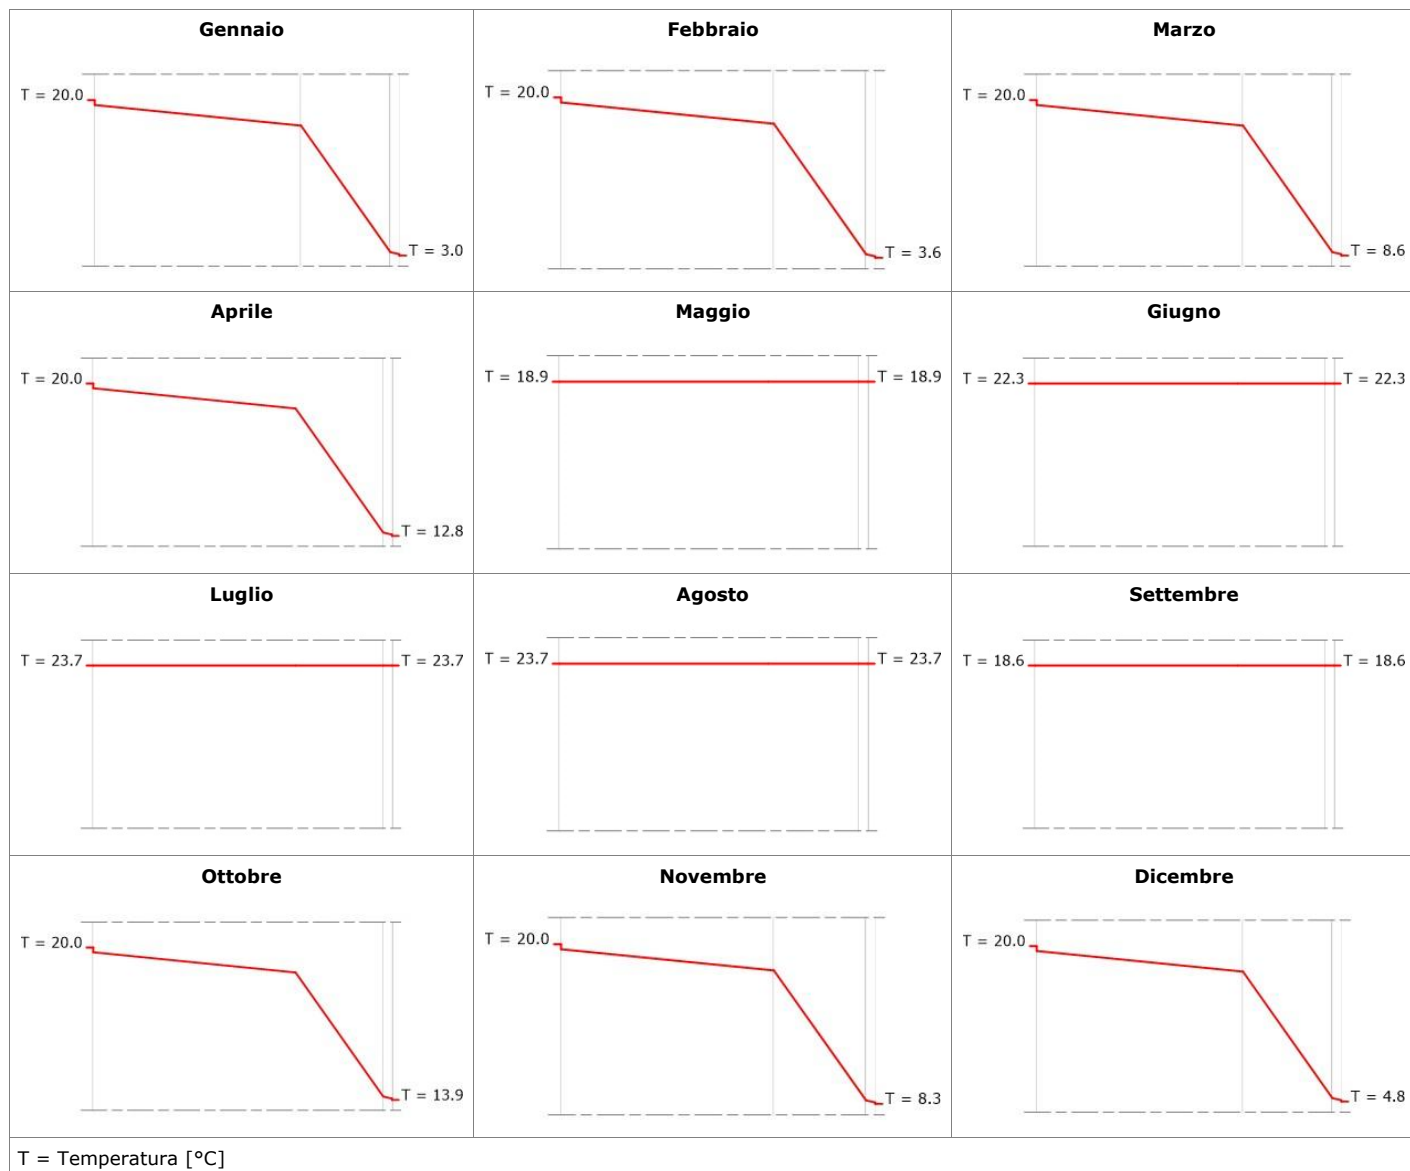 Gennaio
Febbraio
Marzo
T = 20.0
T = 3.0
T = 20.0
T = 3.6
T = 20.0
T = 8.6
Aprile
Maggio
Giugno
T = 20.0
T = 12.8
T = 18.9
T = 18.9
T = 22.3
T = 22.3
Luglio
Agosto
Settembre
T = 23.7
T = 23.7
T = 23.7
T = 23.7
T = 18.6
T = 18.6
Ottobre
Novembre
Dicembre
T = 20.0
T = 13.9
T = 20.0
T = 8.3
T = 20.0
T = 4.8
T = Temperatura [°C]